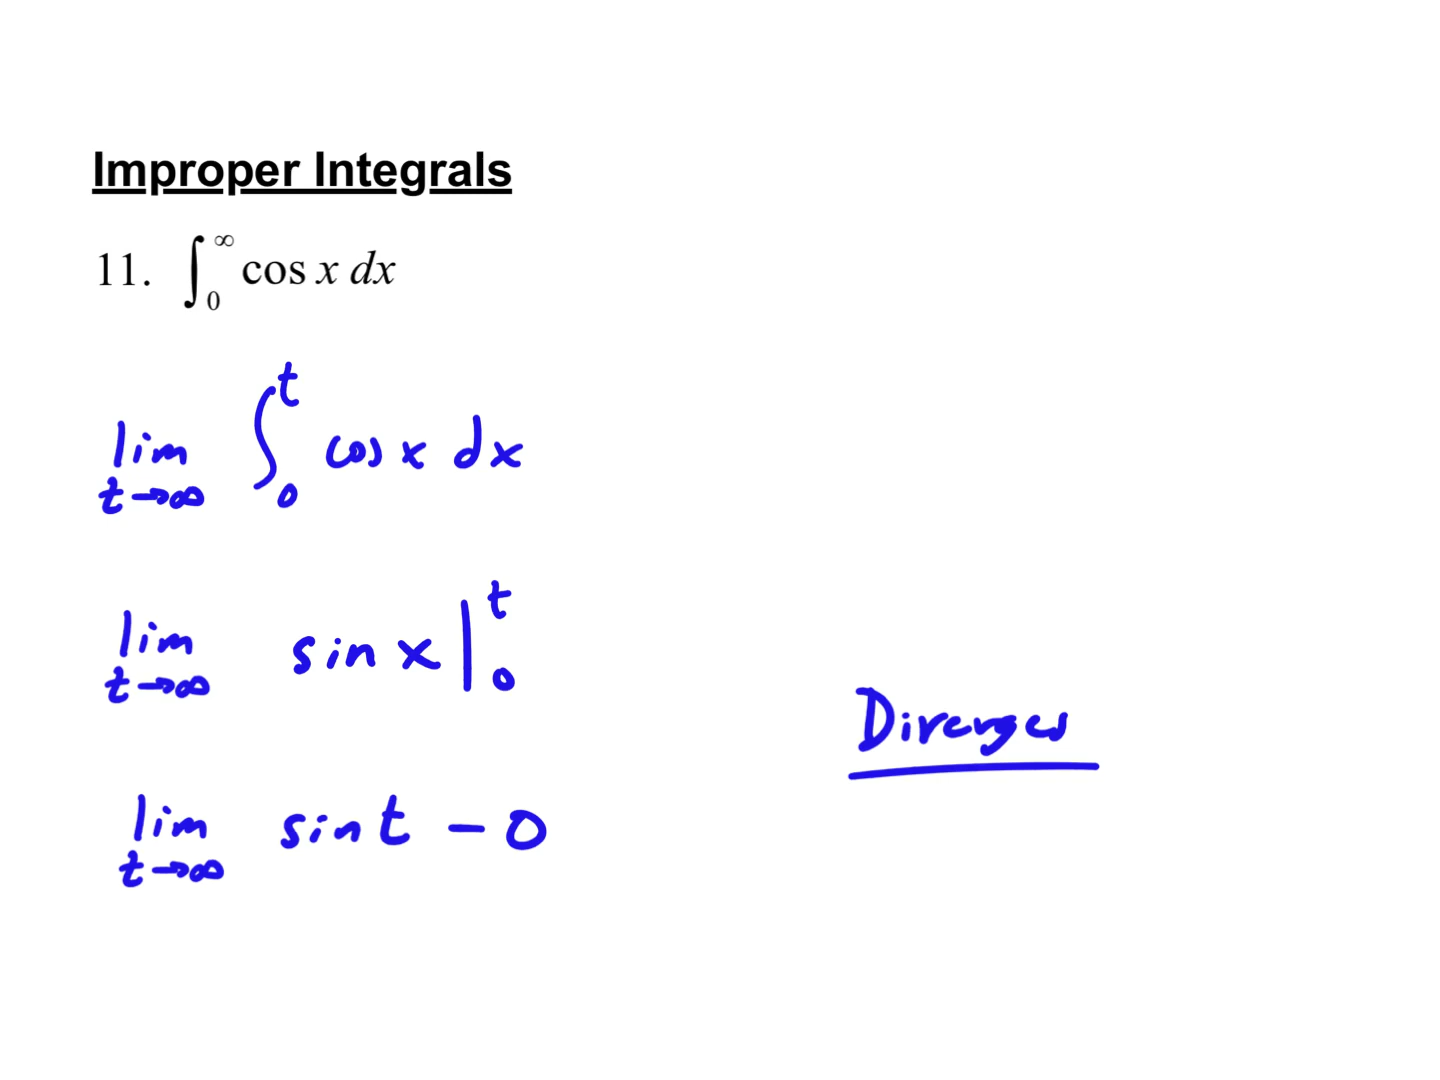 Improper Integrals
11. ∫₀^∞ cos x dx
lim t→∞ ∫₀^t cos x dx
lim t→∞ sin x |₀^t
Diverges
lim t→∞ sin t − 0